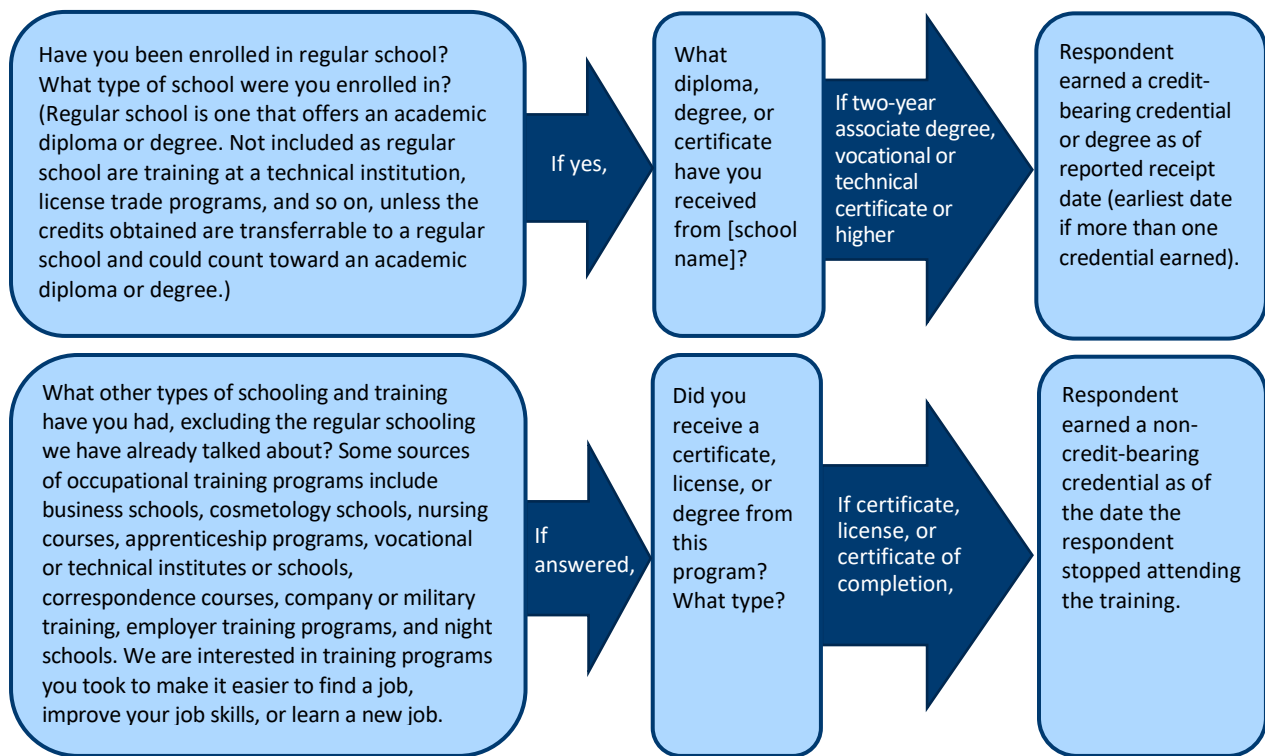 Have you been enrolled in regular school?
What type of school were you enrolled in?
(Regular school is one that offers an academic
diploma or degree. Not included as regular
school are training at a technical institution,
license trade programs, and so on, unless the
credits obtained are transferrable to a regular
school and could count toward an academic
diploma or degree.)
If yes,
What
diploma,
degree, or
certificate
have you
received
from [school
name]?
If two-year
associate degree,
vocational or
technical
certificate or
higher
Respondent
earned a credit-
bearing credential
or degree as of
reported receipt
date (earliest date
if more than one
credential earned).
What other types of schooling and training
have you had, excluding the regular schooling
we have already talked about? Some sources
of occupational training programs include
business schools, cosmetology schools, nursing
courses, apprenticeship programs, vocational
or technical institutes or schools,
correspondence courses, company or military
training, employer training programs, and night
schools. We are interested in training programs
you took to make it easier to find a job,
improve your job skills, or learn a new job.
If
answered,
Did you
receive a
certificate,
license, or
degree from
this
program?
What type?
If certificate,
license, or
certificate of
completion,
Respondent
earned a non-
credit-bearing
credential as of
the date the
respondent
stopped attending
the training.